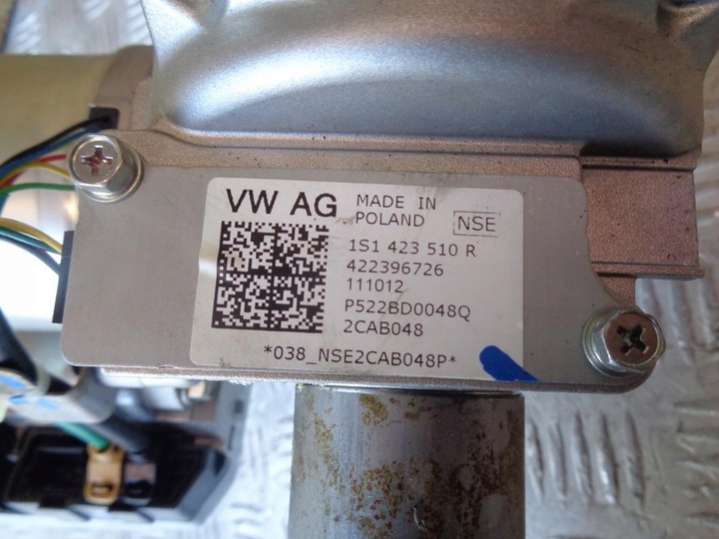 VW AG
MADE IN
POLAND
NSE
1S1 423 510 R
422396726
111012
P522BD0048Q
2CAB048
*038_NSE2CAB048P*